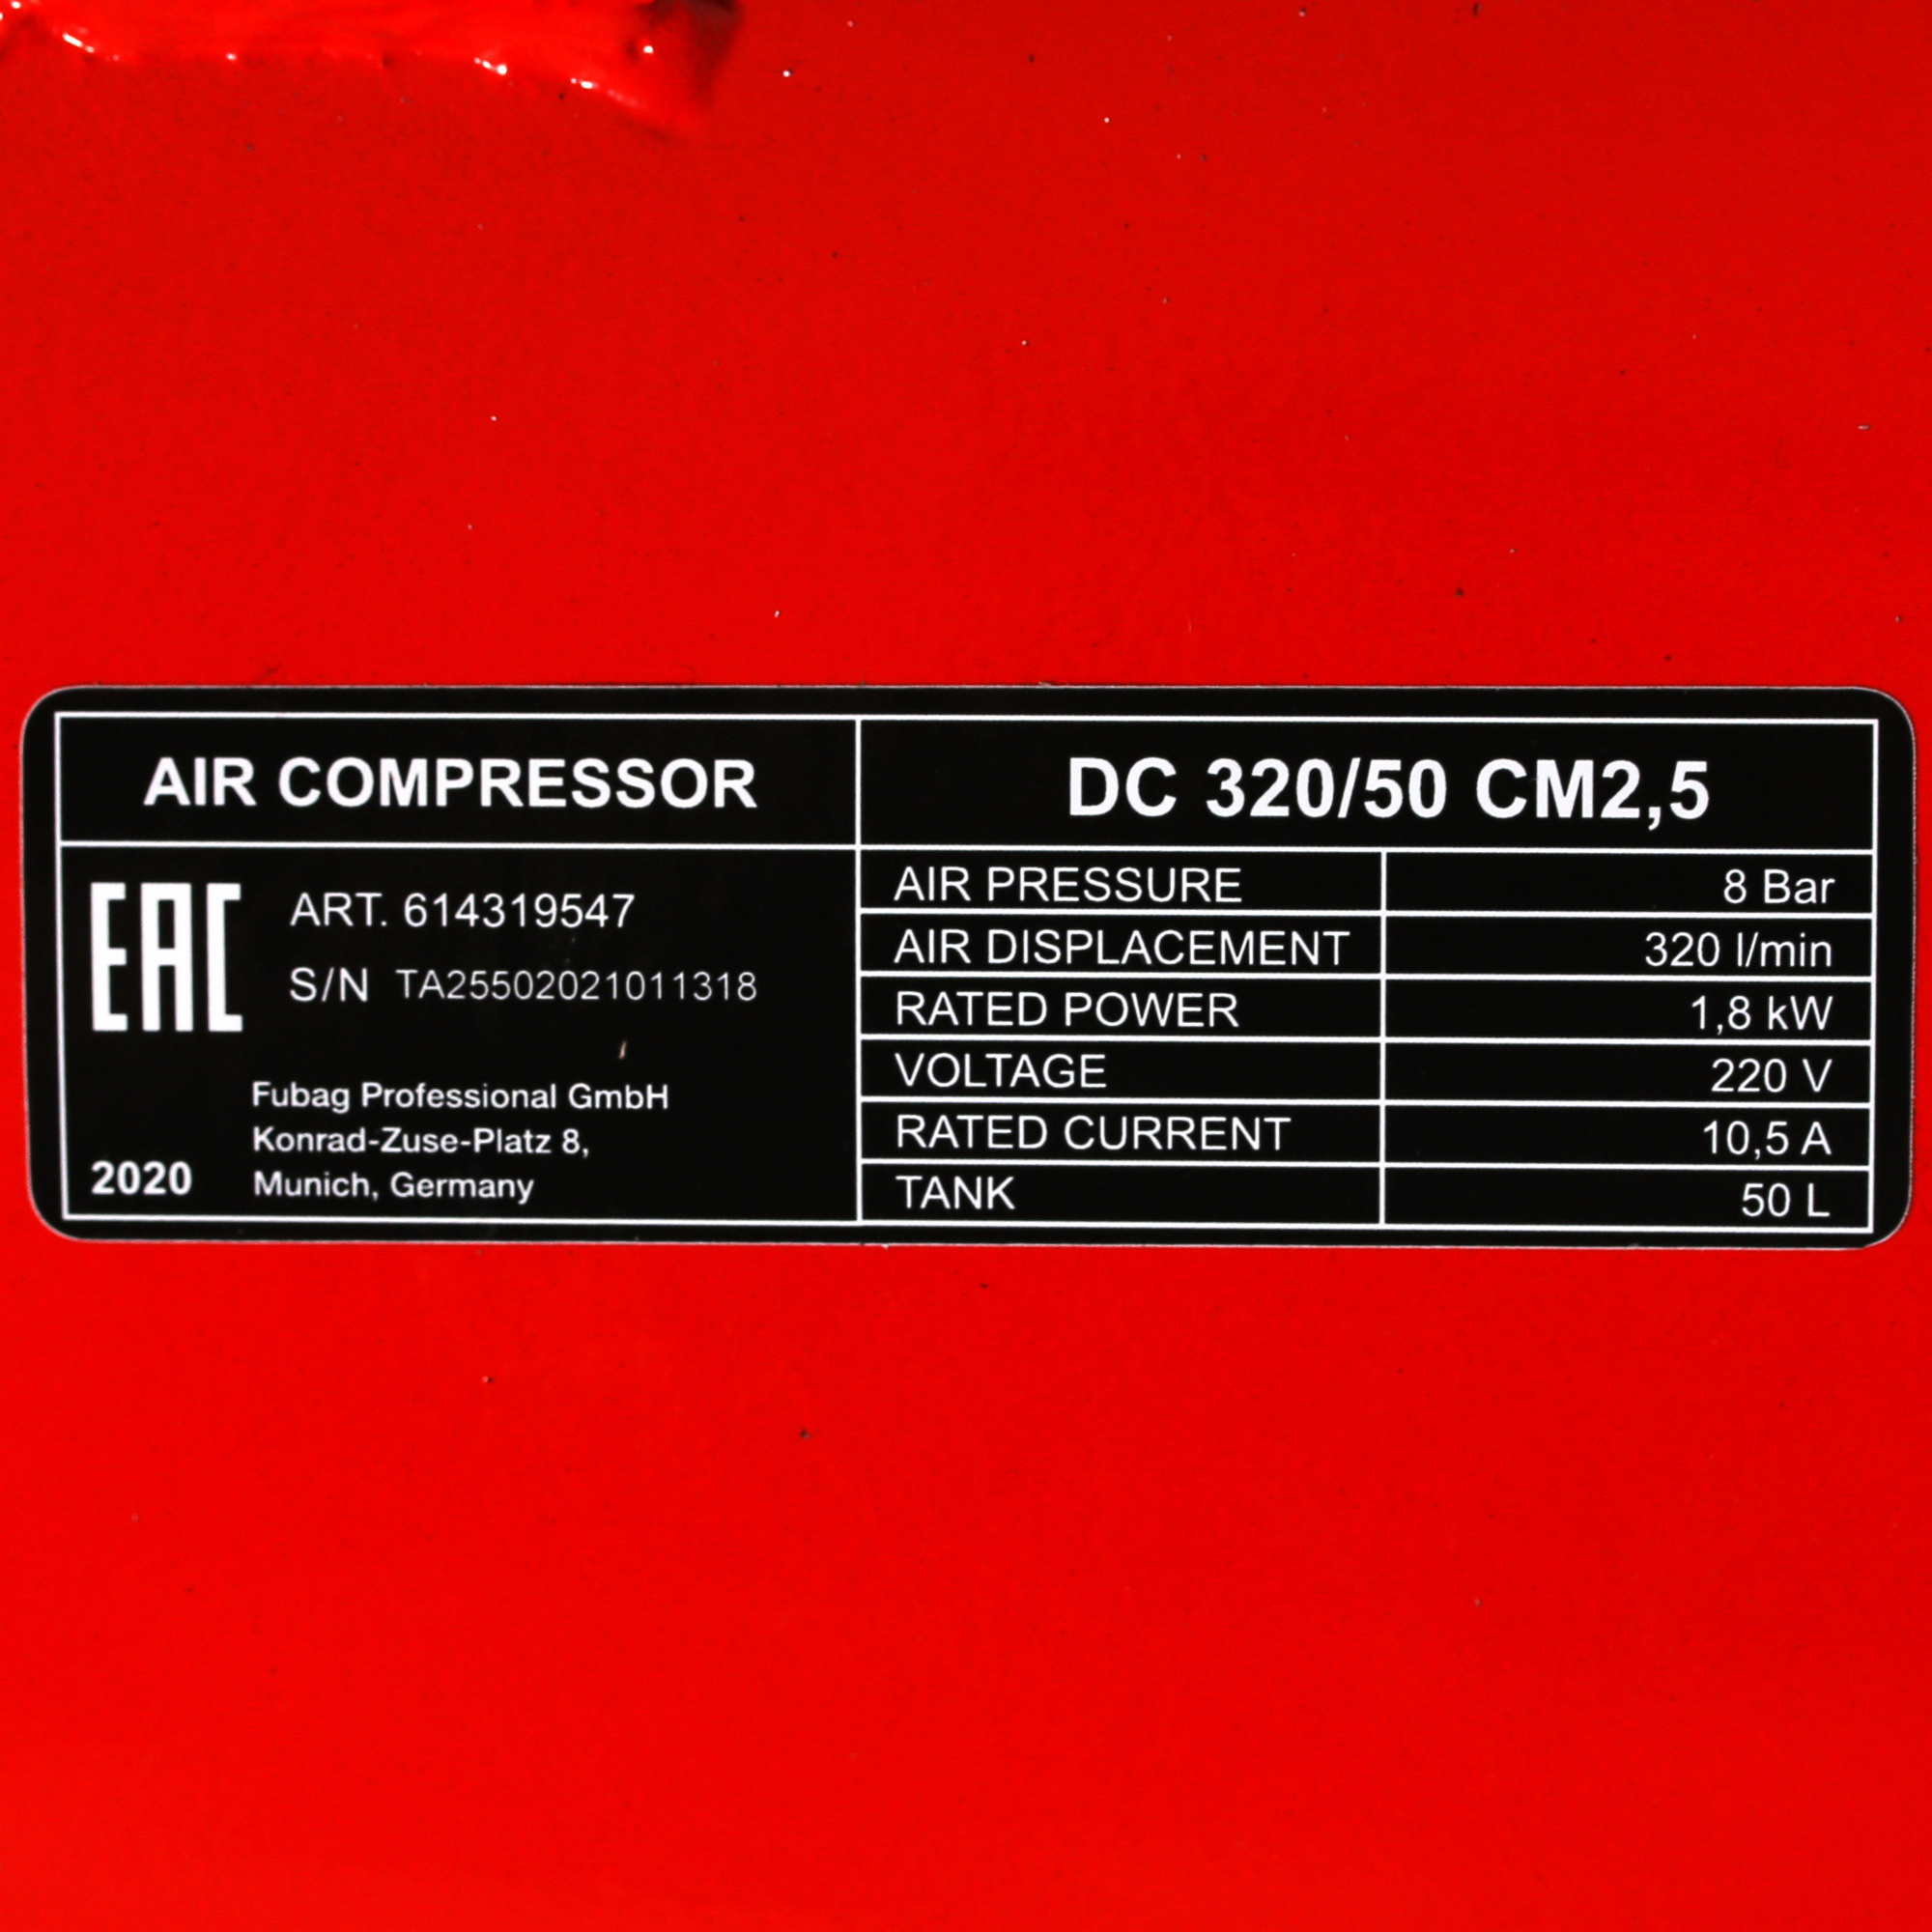 AIR COMPRESSOR
DC 320/50 CM2,5
EAC
ART. 614319547
S/N TA25502021011318
2020
Fubag Professional GmbH
Konrad-Zuse-Platz 8,
Munich, Germany
AIR PRESSURE 8 Bar
AIR DISPLACEMENT 320 l/min
RATED POWER 1,8 kW
VOLTAGE 220 V
RATED CURRENT 10,5 A
TANK 50 L